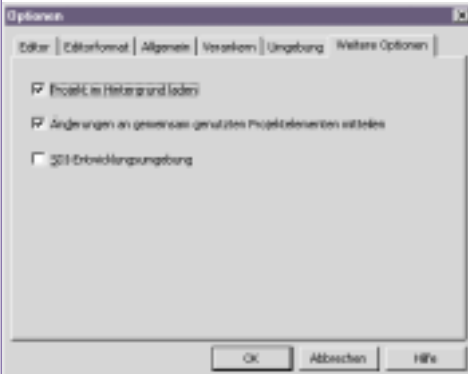 Optionen
Editor Editorformat Allgemein Verankern Umgebung Weitere Optionen
Projekt im Hintergrund laden
Änderungen an gemeinsam genutzten Projektelementen mitteilen
SDI-Entwicklungsumgebung
OK Abbrechen Hilfe